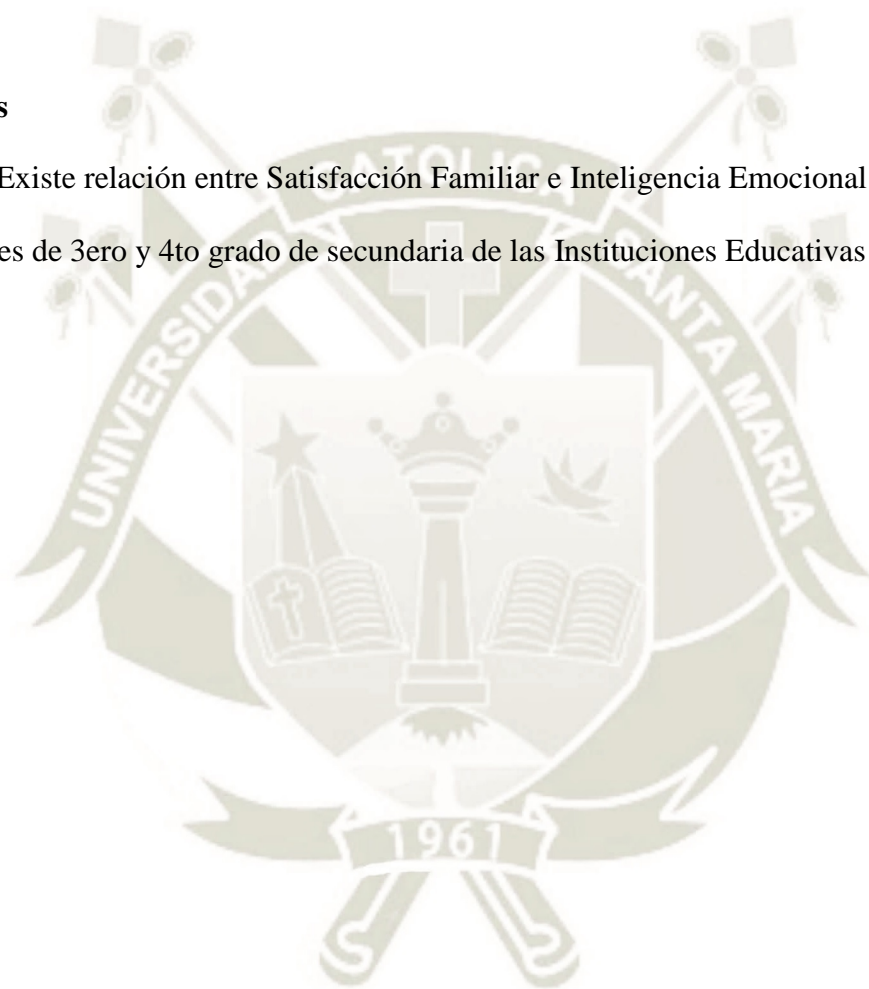 s
Existe relación entre Satisfacción Familiar e Inteligencia Emocional
es de 3ero y 4to grado de secundaria de las Instituciones Educativas
UNIVERSIDAD CATOLICA SANTA MARIA
1961